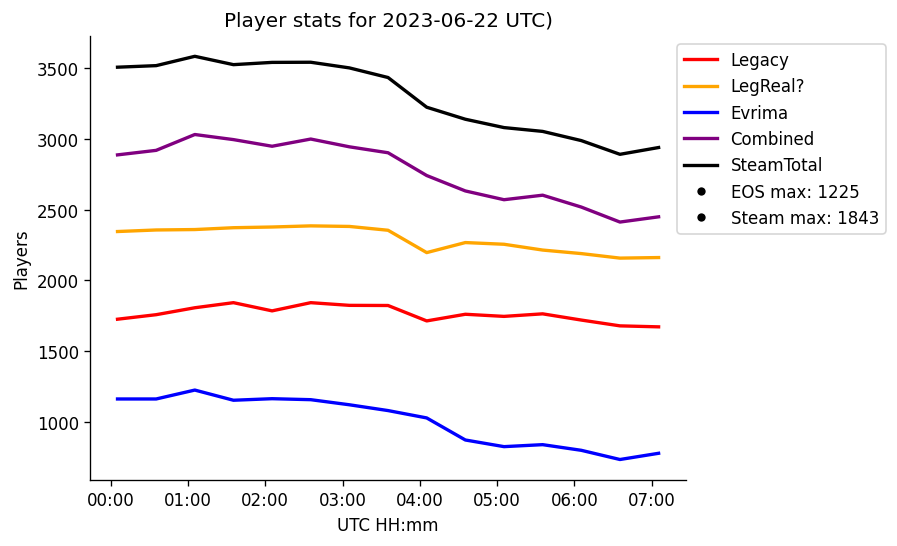 Player stats for 2023-06-22 UTC)
Players
3500
3000
2500
2000
1500
1000
00:00 01:00 02:00 03:00 04:00 05:00 06:00 07:00
UTC HH:mm
Legacy
LegReal?
Evrima
Combined
SteamTotal
EOS max: 1225
Steam max: 1843